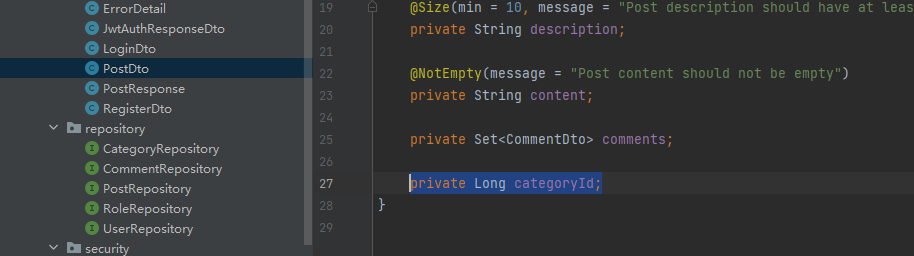 ErrorDetail
JwtAuthResponseDto
LoginDto
PostDto
PostResponse
RegisterDto
repository
CategoryRepository
CommentRepository
PostRepository
RoleRepository
UserRepository
security
19 @Size(min = 10, message = "Post description should have at leas
20 private String description;
21
22 @NotEmpty(message = "Post content should not be empty")
23 private String content;
24
25 private Set<CommentDto> comments;
26
27 private Long categoryId;
28 }
29